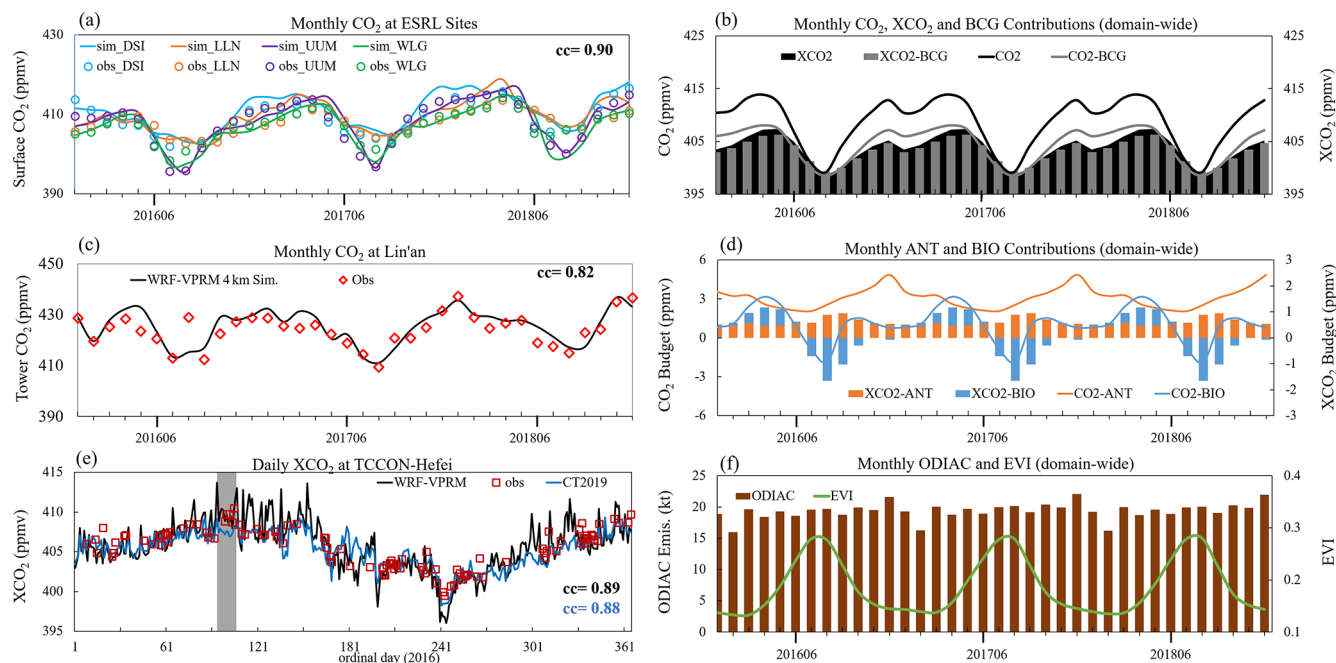 (a)
Monthly CO₂ at ESRL Sites
430
410
390
Surface CO₂ (ppmv)
sim_DSI
sim_LLN
sim_UUM
sim_WLG
obs_DSI
obs_LLN
obs_UUM
obs_WLG
cc= 0.90
201606
201706
201806
(b)
Monthly CO₂, XCO₂ and BCG Contributions (domain-wide)
425
415
405
395
CO₂ (ppmv)
XCO2
XCO2-BCG
CO2
CO2-BCG
425
415
405
395
XCO₂ (ppmv)
201606
201706
201806
(c)
Monthly CO₂ at Lin'an
450
430
410
390
Tower CO₂ (ppmv)
WRF-VPRM 4 km Sim.
Obs
cc= 0.82
201606
201706
201806
(d)
Monthly ANT and BIO Contributions (domain-wide)
6
3
0
-3
-6
CO₂ Budget (ppmv)
3
2
1
0
-1
-2
-3
XCO₂ Budget (ppmv)
XCO2-ANT
XCO2-BIO
CO2-ANT
CO2-BIO
201606
201706
201806
(e)
Daily XCO₂ at TCCON-Hefei
415
410
405
400
395
XCO₂ (ppmv)
WRF-VPRM
obs
CT2019
cc= 0.89
cc= 0.88
1
61
121
181
241
301
361
ordinal day (2016)
(f)
Monthly ODIAC and EVI (domain-wide)
25
20
15
10
5
0
ODIAC Emis. (kt)
ODIAC
EVI
0.4
0.3
0.2
0.1
EVI
201606
201706
201806